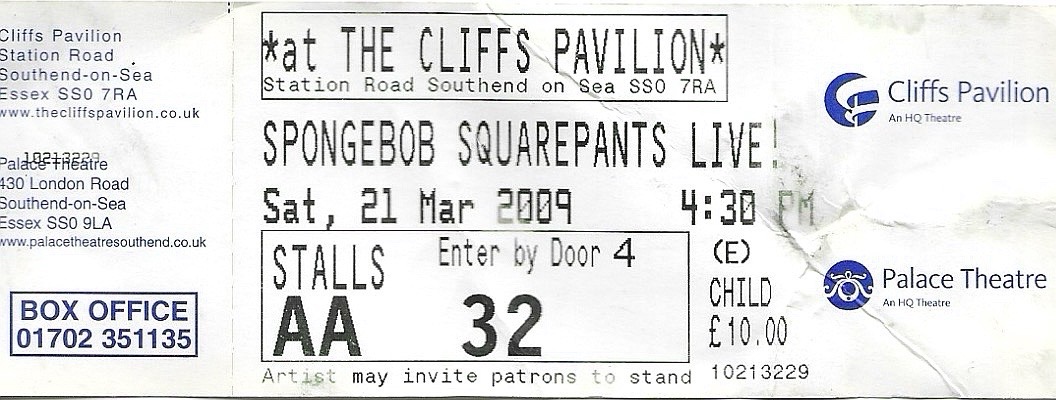 Cliffs Pavilion
Station Road
Southend-on-Sea
Essex SS0 7RA
www.thecliffspavilion.co.uk
10213229
Palace Theatre
430 London Road
Southend-on-Sea
Essex SS0 9LA
www.palacetheatresouthend.co.uk
BOX OFFICE
01702 351135
*at THE CLIFFS PAVILION*
Station Road Southend on Sea SS0 7RA
SPONGEBOB SQUAREPANTS LIVE!
Sat, 21 Mar 2009 4:30 PM
STALLS Enter by Door 4
AA 32
(E)
CHILD
£10.00
Artist may invite patrons to stand 10213229
Cliffs Pavilion
An HQ Theatre
Palace Theatre
An HQ Theatre